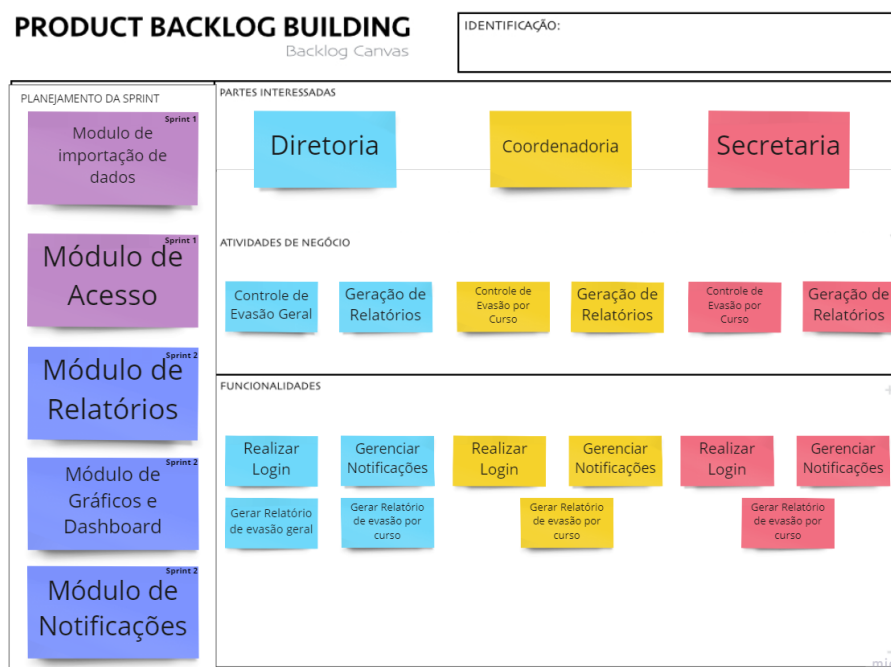 PRODUCT BACKLOG BUILDING
Backlog Canvas
IDENTIFICAÇÃO:
PLANEJAMENTO DA SPRINT
Sprint 1
Modulo de
importação de
dados
Sprint 1
Módulo de
Acesso
Sprint 2
Módulo de
Relatórios
Sprint 2
Módulo de
Gráficos e
Dashboard
Sprint 2
Módulo de
Notificações
PARTES INTERESSADAS
Diretoria
Coordenadoria
Secretaria
ATIVIDADES DE NEGÓCIO
Controle de
Evasão Geral
Geração de
Relatórios
Controle de
Evasão por
Curso
Geração de
Relatórios
Controle de
Evasão por
Curso
Geração de
Relatórios
FUNCIONALIDADES
Realizar
Login
Gerenciar
Notificações
Realizar
Login
Gerenciar
Notificações
Realizar
Login
Gerenciar
Notificações
Gerar Relatório
de evasão geral
Gerar Relatório
de evasão por
curso
Gerar Relatório
de evasão por
curso
Gerar Relatório
de evasão por
curso